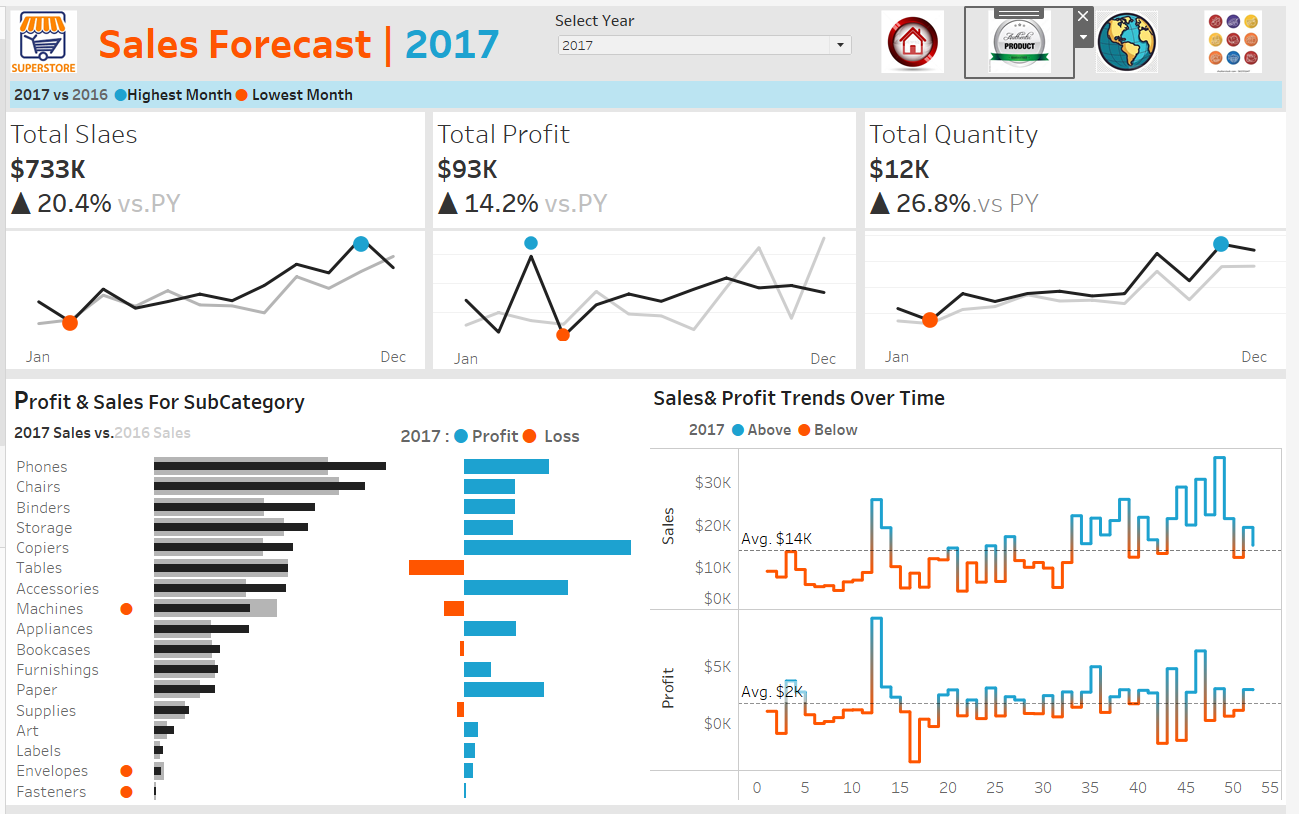 SUPERSTORE
Sales Forecast | 2017
Select Year
2017
Authentic
PRODUCT
2017 vs 2016 Highest Month Lowest Month
Total Slaes
$733K
▲ 20.4% vs.PY
Total Profit
$93K
▲ 14.2% vs.PY
Total Quantity
$12K
▲ 26.8%.vs PY
Jan Dec
Jan Dec
Jan Dec
Profit & Sales For SubCategory
2017 Sales vs.2016 Sales
2017 : Profit Loss
Phones
Chairs
Binders
Storage
Copiers
Tables
Accessories
Machines
Appliances
Bookcases
Furnishings
Paper
Supplies
Art
Labels
Envelopes
Fasteners
Sales& Profit Trends Over Time
2017 Above Below
Sales
$30K
$20K
$10K
$0K
Avg. $14K
Profit
$5K
$0K
Avg. $2K
0 5 10 15 20 25 30 35 40 45 50 55